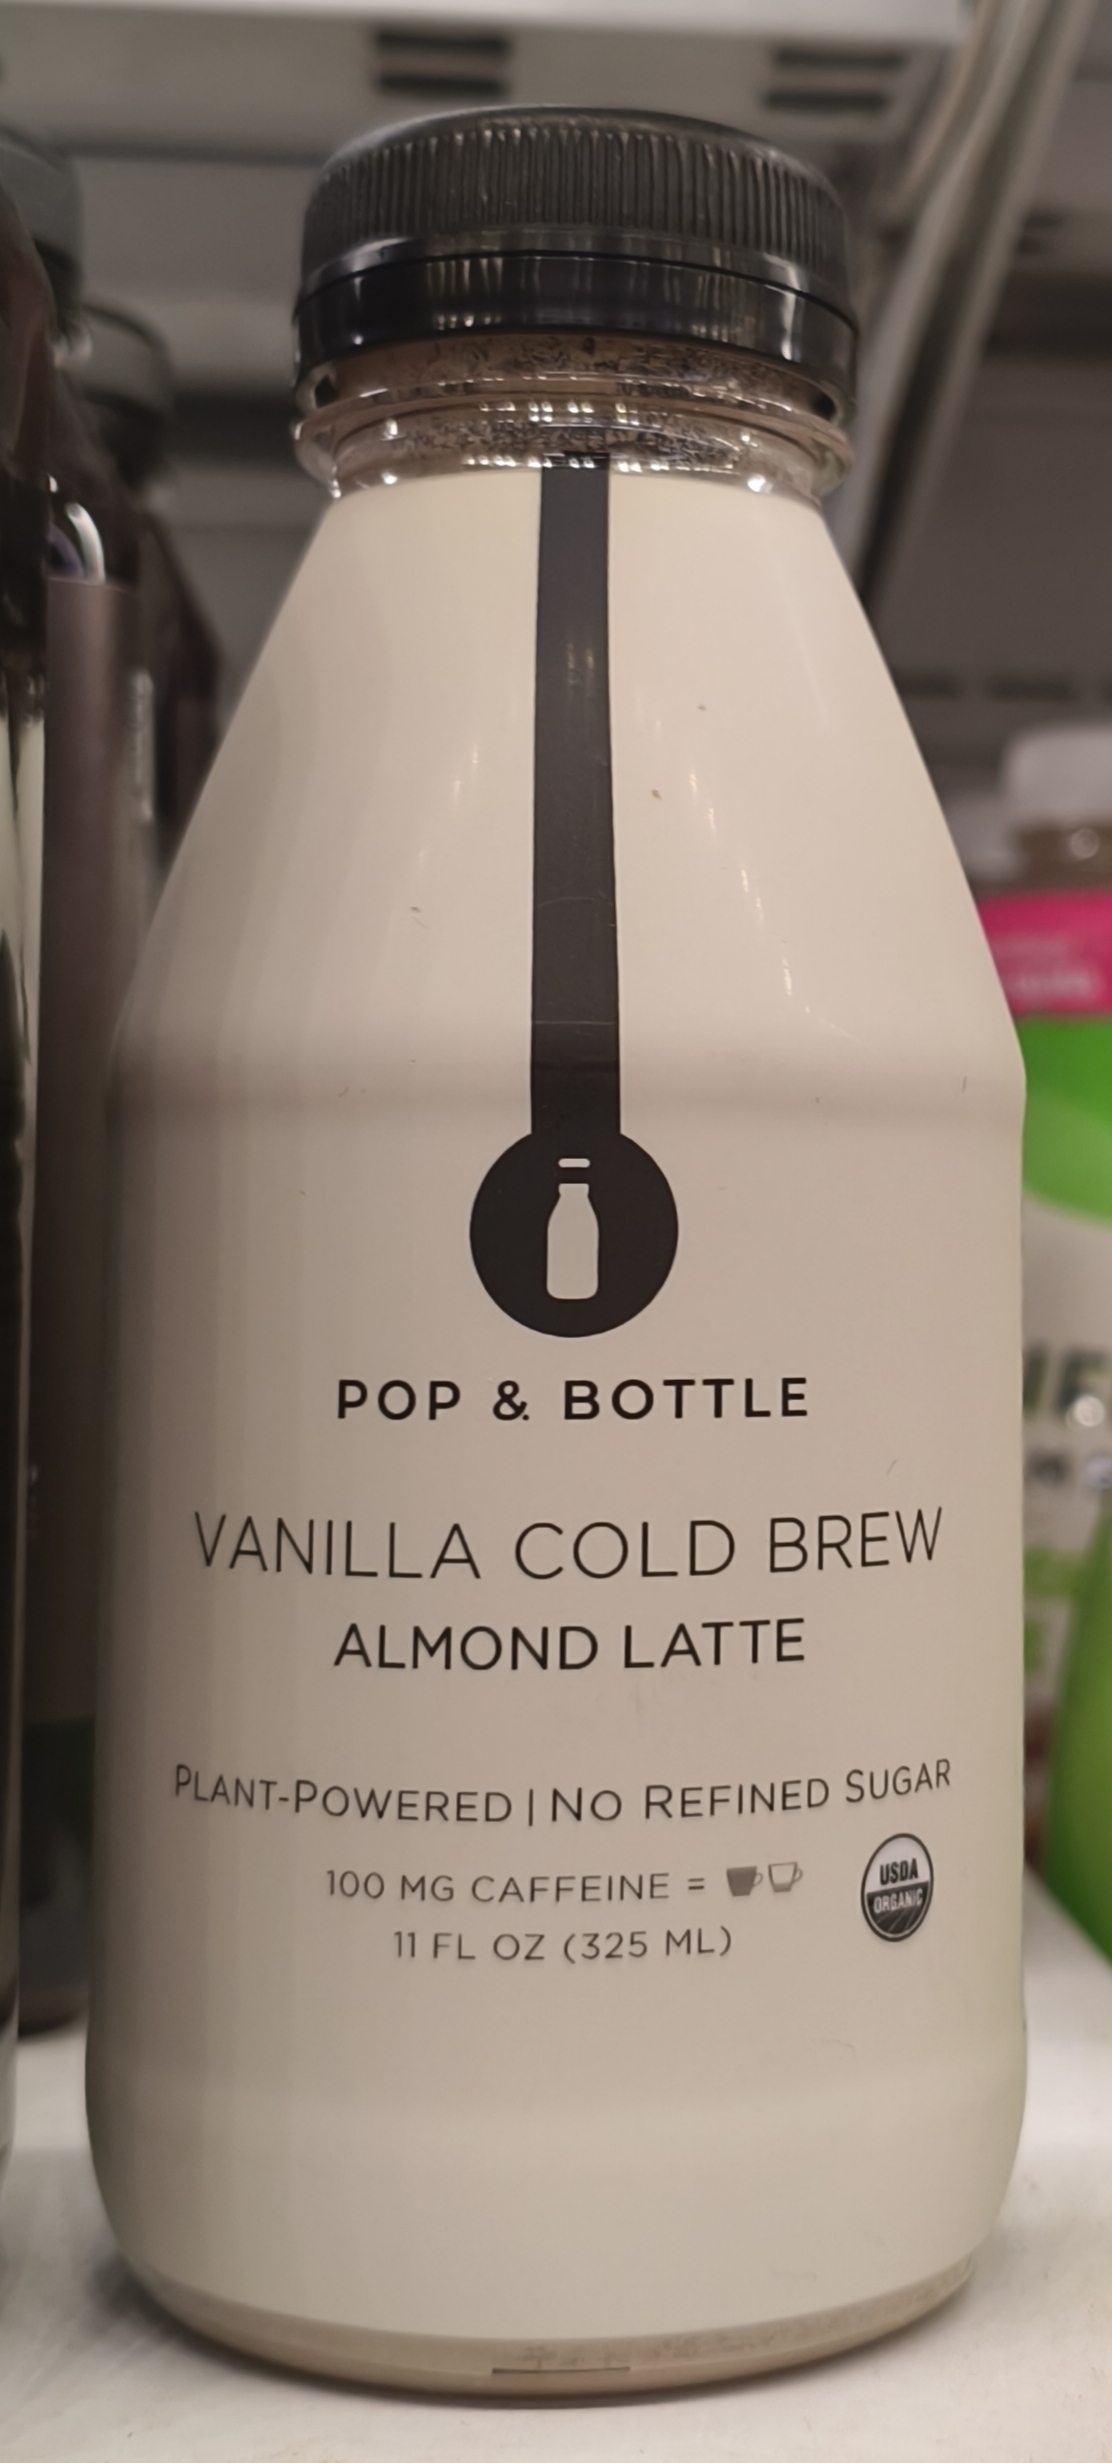 POP & BOTTLE
VANILLA COLD BREW
ALMOND LATTE
PLANT-POWERED | NO REFINED SUGAR
100 MG CAFFEINE =
USDA
ORGANIC
11 FL OZ (325 ML)